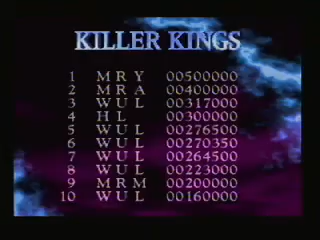 KILLER KINGS
1 MRY 00500000
2 MRA 00400000
3 WUL 00317000
4 HL 00300000
5 WUL 00276500
6 WUL 00270350
7 WUL 00264500
8 WUL 00223000
9 MRM 00200000
10 WUL 00160000